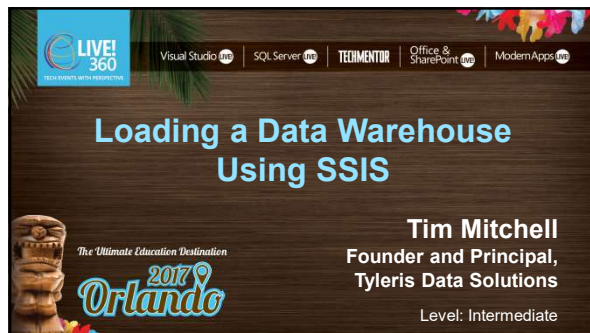 LIVE!
360
TECH EVENTS WITH PERSPECTIVE
Visual Studio LIVE!
SQL Server LIVE!
TECHMENTOR
Office &
SharePoint LIVE!
Modern Apps LIVE!
Loading a Data Warehouse
Using SSIS
Tim Mitchell
Founder and Principal,
Tyleris Data Solutions
Level: Intermediate
The Ultimate Education Destination
2017
Orlando